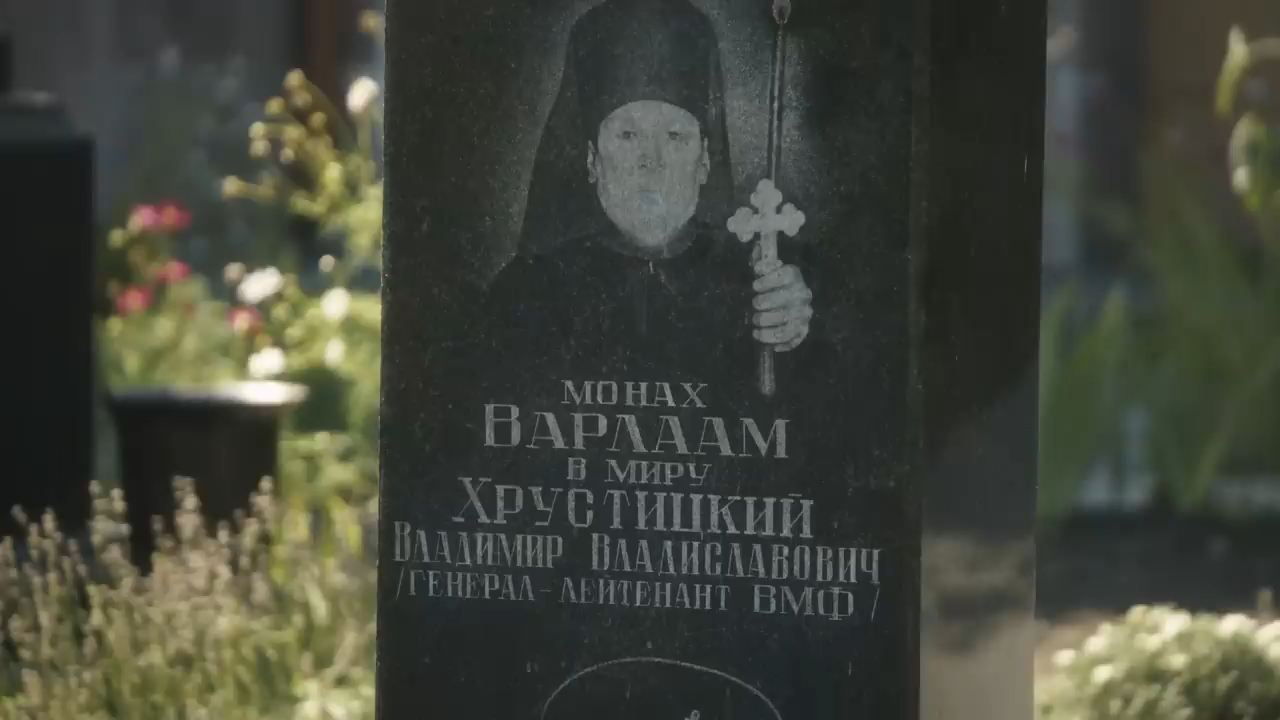 МОНАХ
ВАРЛААМ
В МИРУ
ХРУСТИЦКИЙ
ВЛАДИМИР ВЛАДИСЛАВОВИЧ
/ГЕНЕРАЛ-ЛЕЙТЕНАНТ ВМФ/